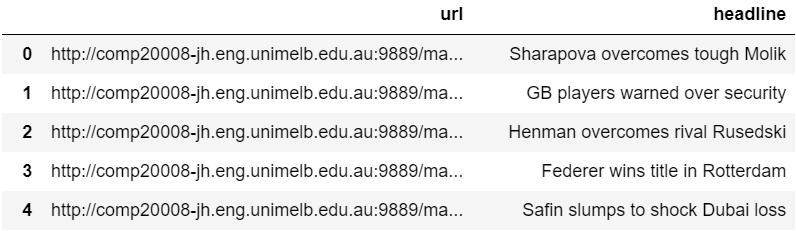 url headline
0 http://comp20008-jh.eng.unimelb.edu.au:9889/ma... Sharapova overcomes tough Molik
1 http://comp20008-jh.eng.unimelb.edu.au:9889/ma... GB players warned over security
2 http://comp20008-jh.eng.unimelb.edu.au:9889/ma... Henman overcomes rival Rusedski
3 http://comp20008-jh.eng.unimelb.edu.au:9889/ma... Federer wins title in Rotterdam
4 http://comp20008-jh.eng.unimelb.edu.au:9889/ma... Safin slumps to shock Dubai loss